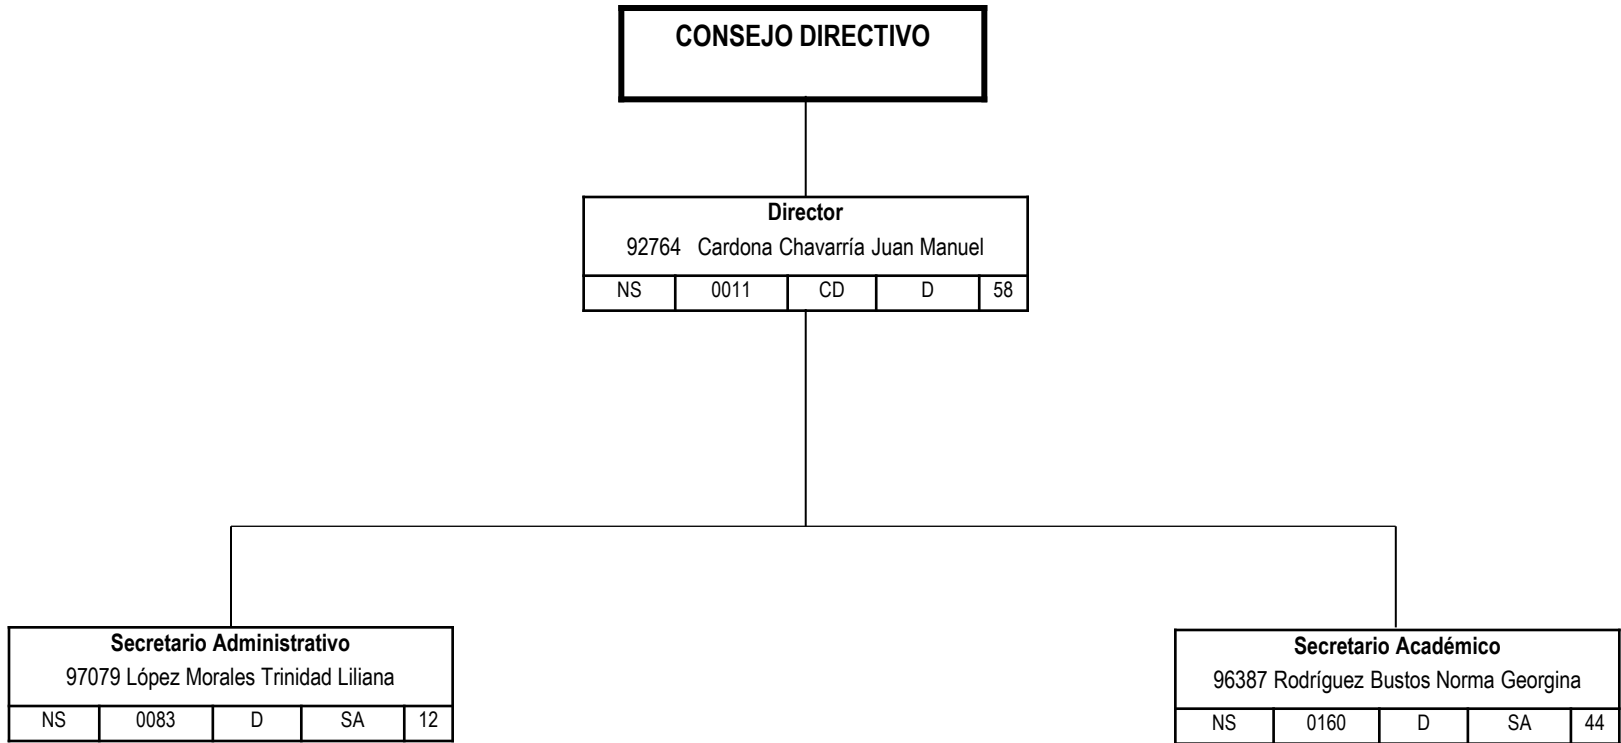 CONSEJO DIRECTIVO
Director
92764 Cardona Chavarría Juan Manuel
NS 0011 CD D 58
Secretario Administrativo
97079 López Morales Trinidad Liliana
NS 0083 D SA 12
Secretario Académico
96387 Rodríguez Bustos Norma Georgina
NS 0160 D SA 44